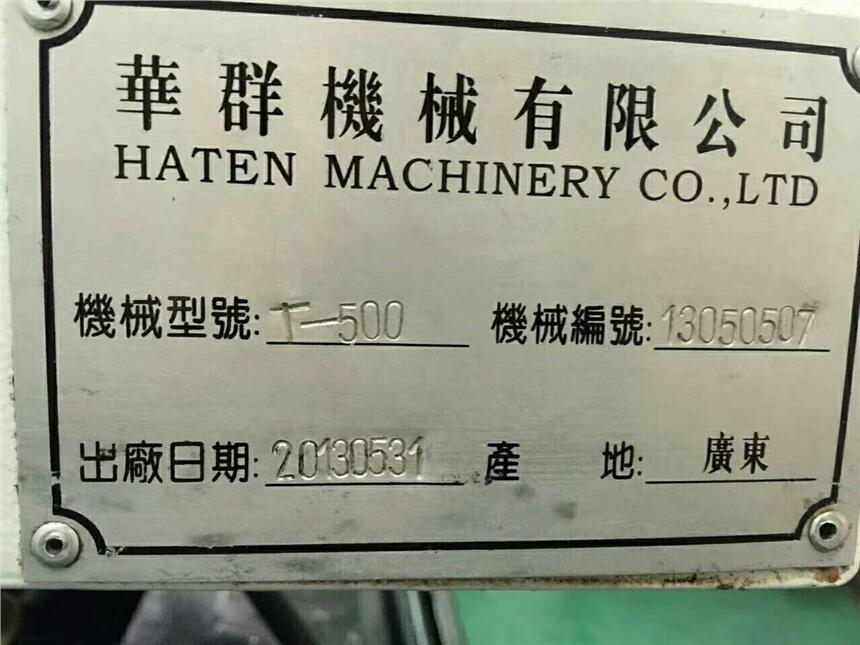 華群機械有限公司
HATEN MACHINERY CO.,LTD
機械型號: T-500 機械編號: 13050507
出廠日期: 20130531 產 地: 廣東